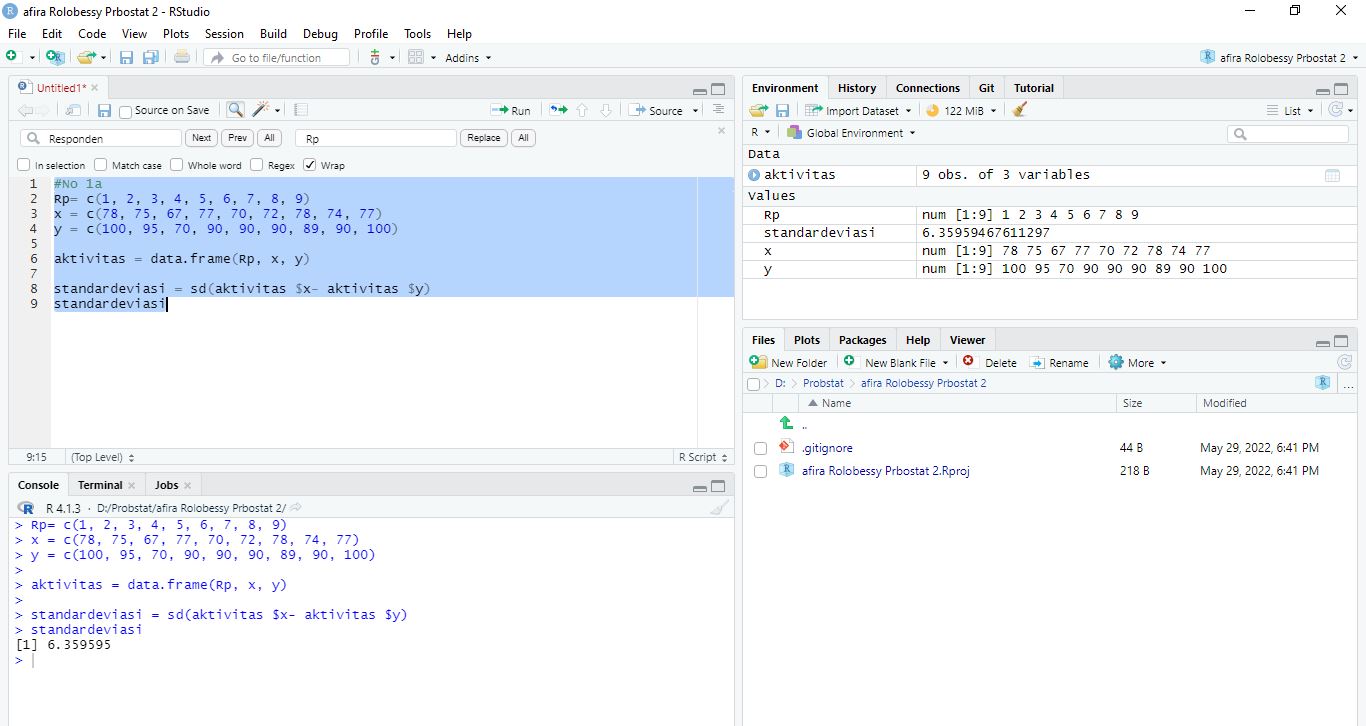 afira Rolobessy Prbostat 2 - RStudio
File Edit Code View Plots Session Build Debug Profile Tools Help
Go to file/function Addins afira Rolobessy Prbostat 2
Untitled1*
Source on Save Run Source
Responden Next Prev All Rp Replace All
In selection Match case Whole word Regex Wrap
1 #No 1a
2 Rp= c(1, 2, 3, 4, 5, 6, 7, 8, 9)
3 x = c(78, 75, 67, 77, 70, 72, 78, 74, 77)
4 y = c(100, 95, 70, 90, 90, 90, 89, 90, 100)
5
6 aktivitas = data.frame(Rp, x, y)
7
8 standardeviasi = sd(aktivitas $x- aktivitas $y)
9 standardeviasi
9:15 (Top Level) R Script
Console Terminal Jobs
R 4.1.3 · D:/Probstat/afira Rolobessy Prbostat 2/
> Rp= c(1, 2, 3, 4, 5, 6, 7, 8, 9)
> x = c(78, 75, 67, 77, 70, 72, 78, 74, 77)
> y = c(100, 95, 70, 90, 90, 90, 89, 90, 100)
>
> aktivitas = data.frame(Rp, x, y)
>
> standardeviasi = sd(aktivitas $x- aktivitas $y)
> standardeviasi
[1] 6.359595
>
Environment History Connections Git Tutorial
Import Dataset 122 MiB List
R Global Environment
Data
aktivitas 9 obs. of 3 variables
Values
Rp num [1:9] 1 2 3 4 5 6 7 8 9
standardeviasi 6.35959467611297
x num [1:9] 78 75 67 77 70 72 78 74 77
y num [1:9] 100 95 70 90 90 90 89 90 100
Files Plots Packages Help Viewer
New Folder New Blank File Delete Rename More
D: Probstat afira Rolobessy Prbostat 2 ...
Name Size Modified
..
.gitignore 44 B May 29, 2022, 6:41 PM
afira Rolobessy Prbostat 2.Rproj 218 B May 29, 2022, 6:41 PM